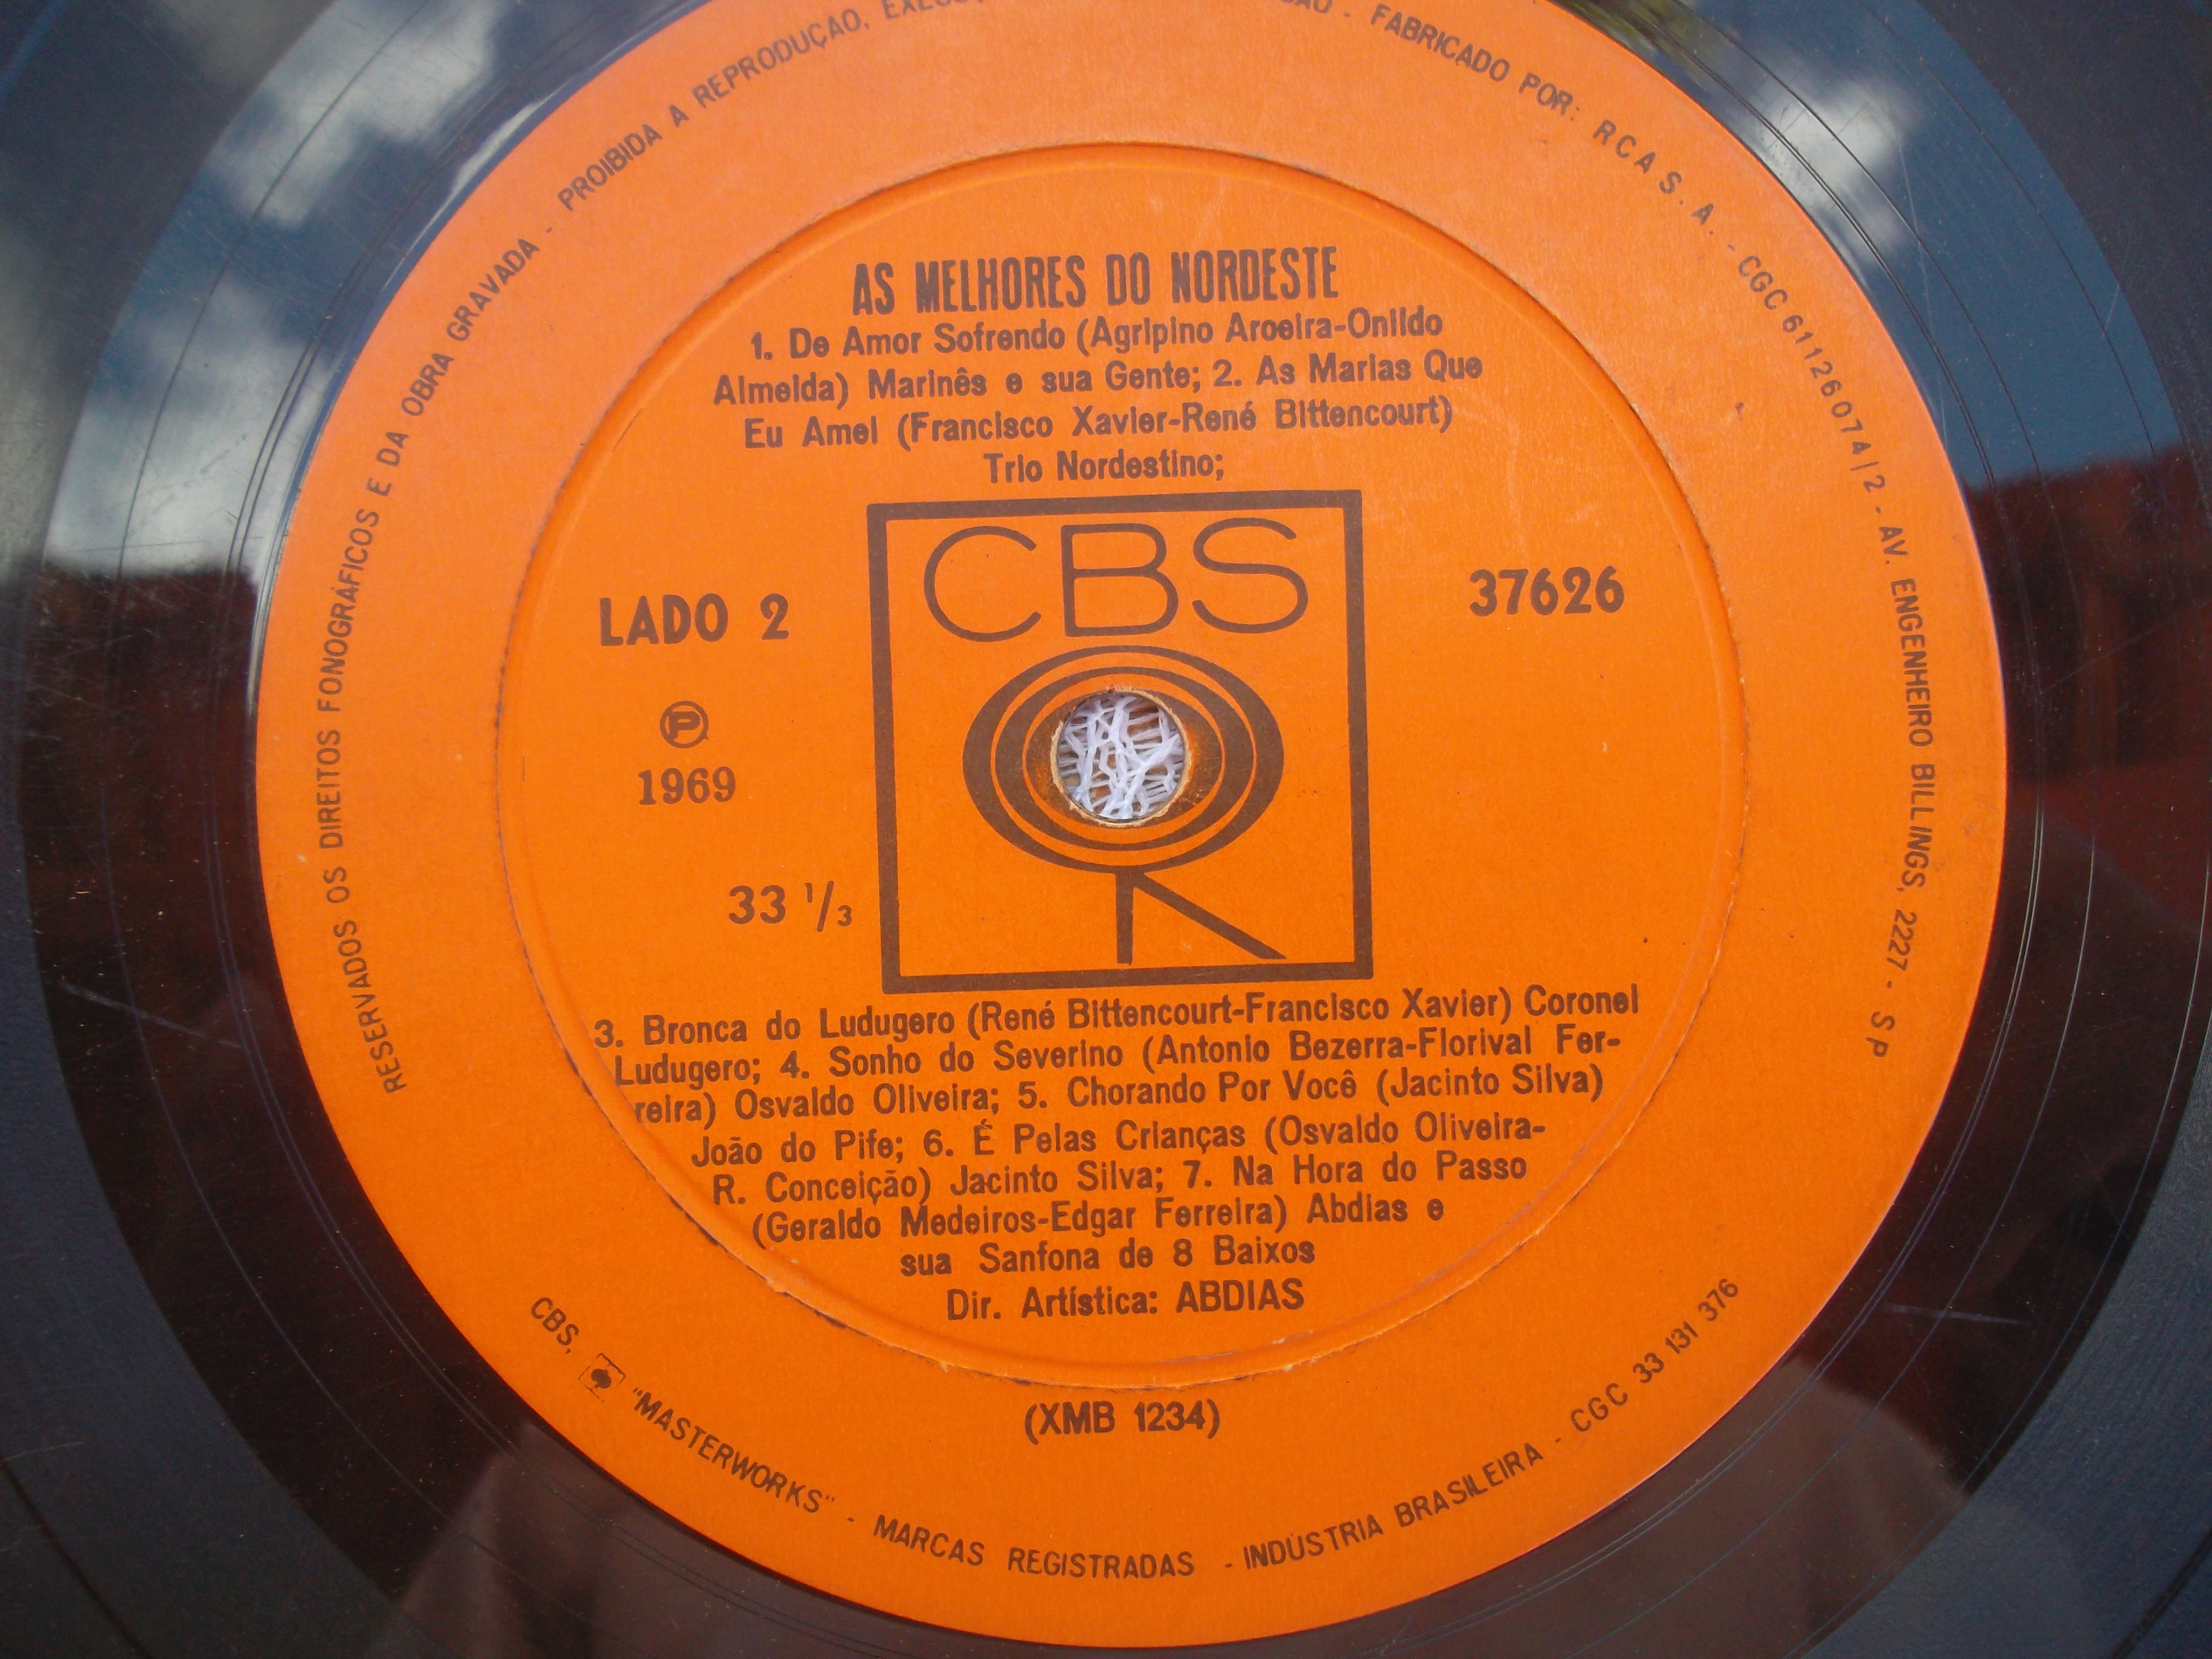 RESERVADOS OS DIREITOS FONOGRÁFICOS E DA OBRA GRAVADA - PROIBIDA A REPRODUÇÃO,
- FABRICADO POR: RCA S. A. - CGC 61126074/2 - AV. ENGENHEIRO BILLINGS, 2227 - SP
AS MELHORES DO NORDESTE
1. De Amor Sofrendo (Agripino Aroeira-Onildo
Almeida) Marinês e sua Gente; 2. As Marias Que
Eu Amei (Francisco Xavier-René Bittencourt)
Trio Nordestino;
CBS
LADO 2
37626
℗
1969
33 1/3
3. Bronca do Ludugero (René Bittencourt-Francisco Xavier) Coronel
Ludugero; 4. Sonho do Severino (Antonio Bezerra-Florival Fer-
reira) Osvaldo Oliveira; 5. Chorando Por Você (Jacinto Silva)
João do Pife; 6. É Pelas Crianças (Osvaldo Oliveira-
R. Conceição) Jacinto Silva; 7. Na Hora do Passo
(Geraldo Medeiros-Edgar Ferreira) Abdias e
sua Sanfona de 8 Baixos
Dir. Artística: ABDIAS
(XMB 1234)
CBS, "MASTERWORKS" - MARCAS REGISTRADAS - INDÚSTRIA BRASILEIRA - CGC 33 131 376